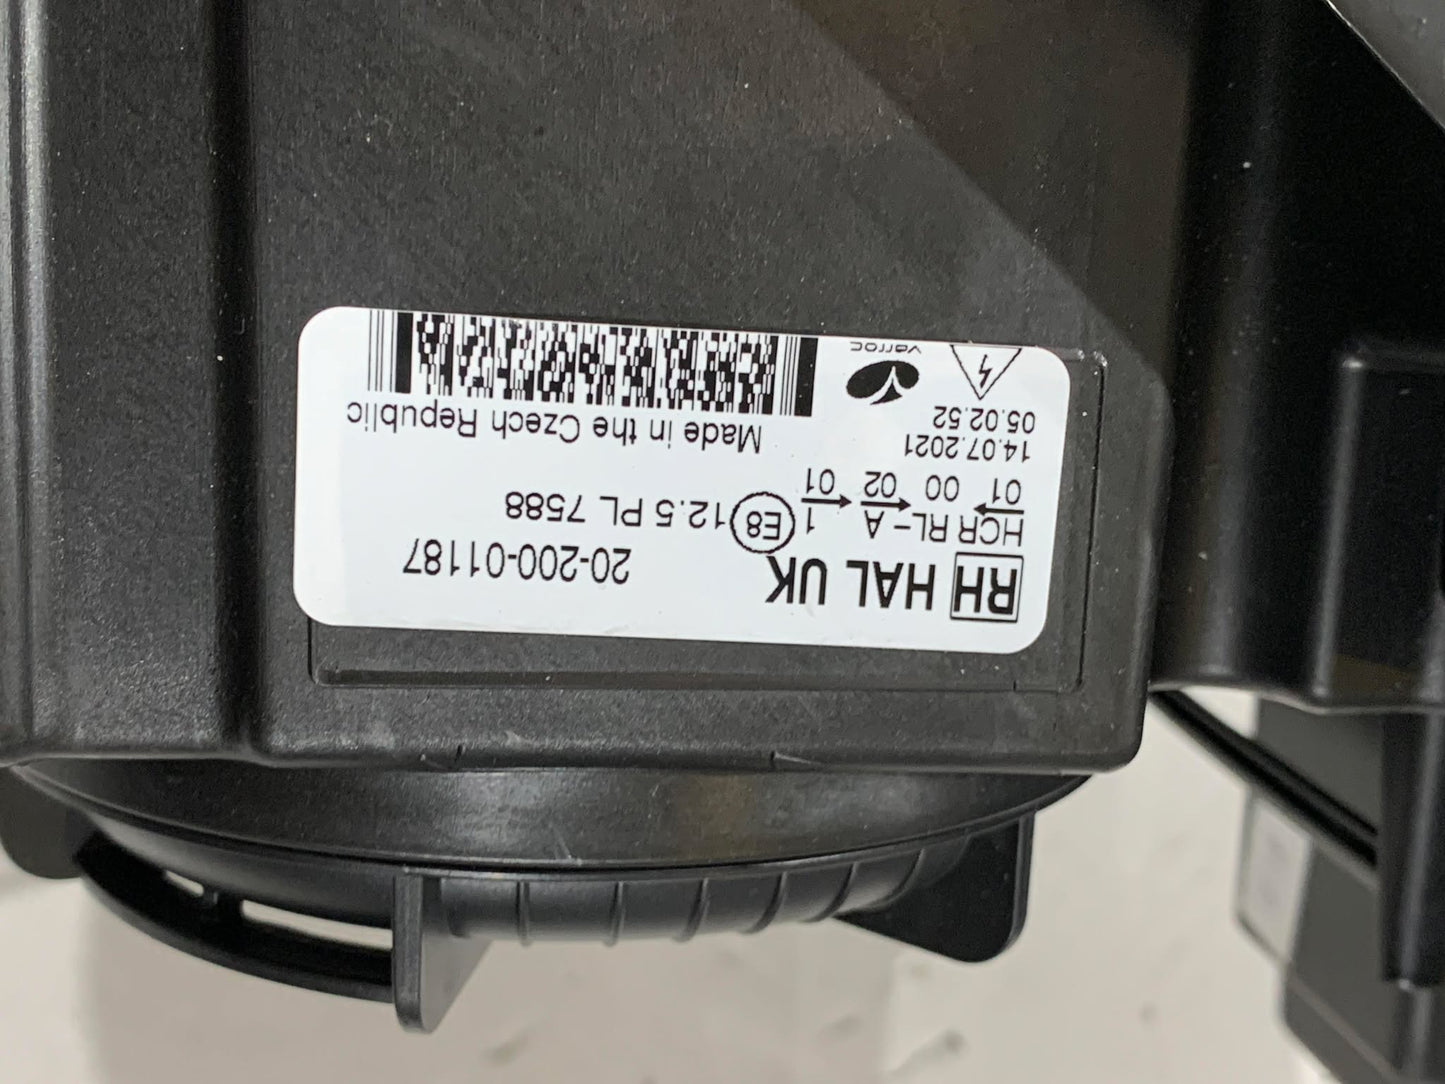 RH HAL UK
20-200-01187
HCR RL-A 1 E8 12.5 PL 7588
01 00 02 01
14.07.2021
05.02.52
Made in the Czech Republic
varroc